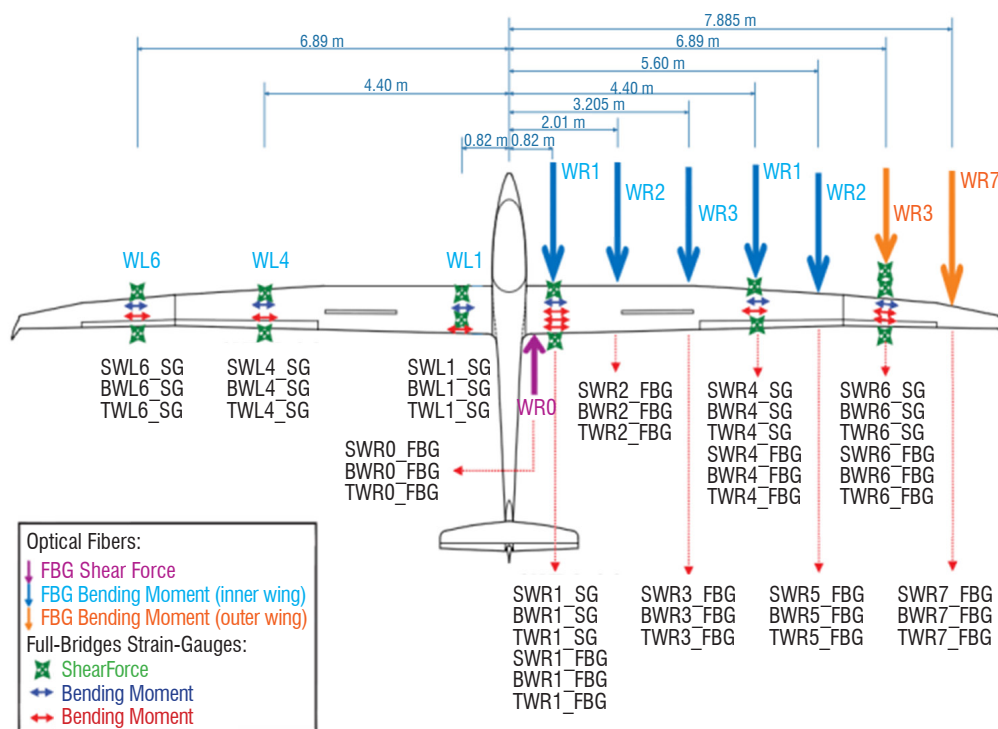 7.885 m
6.89 m
6.89 m
5.60 m
4.40 m
4.40 m
3.205 m
2.01 m
0.82 m
0.82 m
WR1
WR2
WR3
WR1
WR2
WR3
WR7
WL6
WL4
WL1
WR0
SWL6_SG
BWL6_SG
TWL6_SG
SWL4_SG
BWL4_SG
TWL4_SG
SWL1_SG
BWL1_SG
TWL1_SG
SWR0_FBG
BWR0_FBG
TWR0_FBG
SWR2_FBG
BWR2_FBG
TWR2_FBG
SWR4_SG
BWR4_SG
TWR4_SG
SWR4_FBG
BWR4_FBG
TWR4_FBG
SWR6_SG
BWR6_SG
TWR6_SG
SWR6_FBG
BWR6_FBG
TWR6_FBG
SWR1_SG
BWR1_SG
TWR1_SG
SWR1_FBG
BWR1_FBG
TWR1_FBG
SWR3_FBG
BWR3_FBG
TWR3_FBG
SWR5_FBG
BWR5_FBG
TWR5_FBG
SWR7_FBG
BWR7_FBG
TWR7_FBG
Optical Fibers:
FBG Shear Force
FBG Bending Moment (inner wing)
FBG Bending Moment (outer wing)
Full-Bridges Strain-Gauges:
ShearForce
Bending Moment
Bending Moment